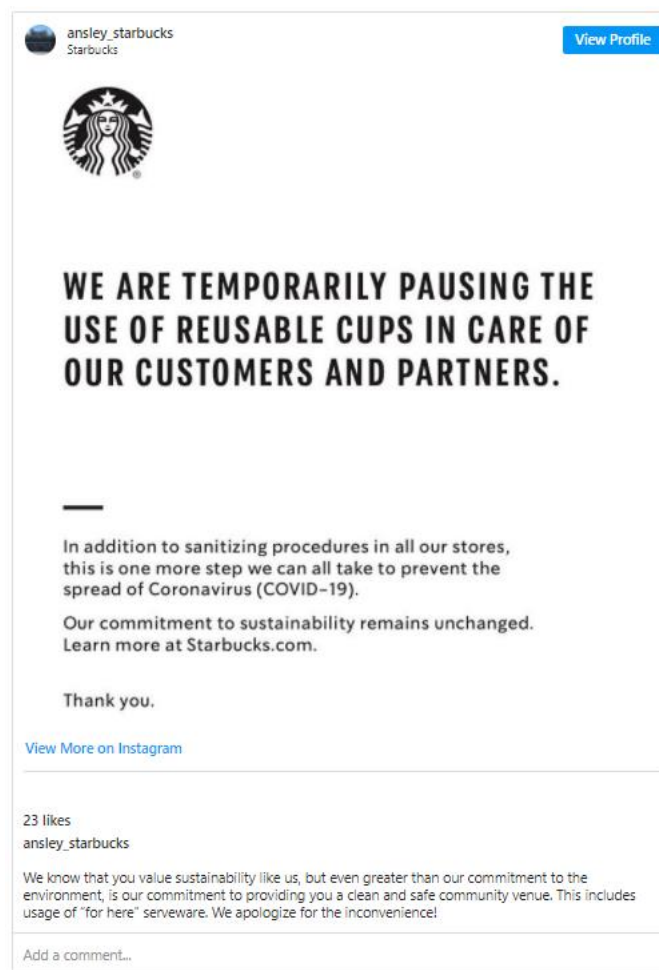 ansley_starbucks
Starbucks
View Profile
WE ARE TEMPORARILY PAUSING THE
USE OF REUSABLE CUPS IN CARE OF
OUR CUSTOMERS AND PARTNERS.
In addition to sanitizing procedures in all our stores,
this is one more step we can all take to prevent the
spread of Coronavirus (COVID-19).
Our commitment to sustainability remains unchanged.
Learn more at Starbucks.com.
Thank you.
View More on Instagram
23 likes
ansley_starbucks
We know that you value sustainability like us, but even greater than our commitment to the
environment, is our commitment to providing you a clean and safe community venue. This includes
usage of "for here" serveware. We apologize for the inconvenience!
Add a comment...